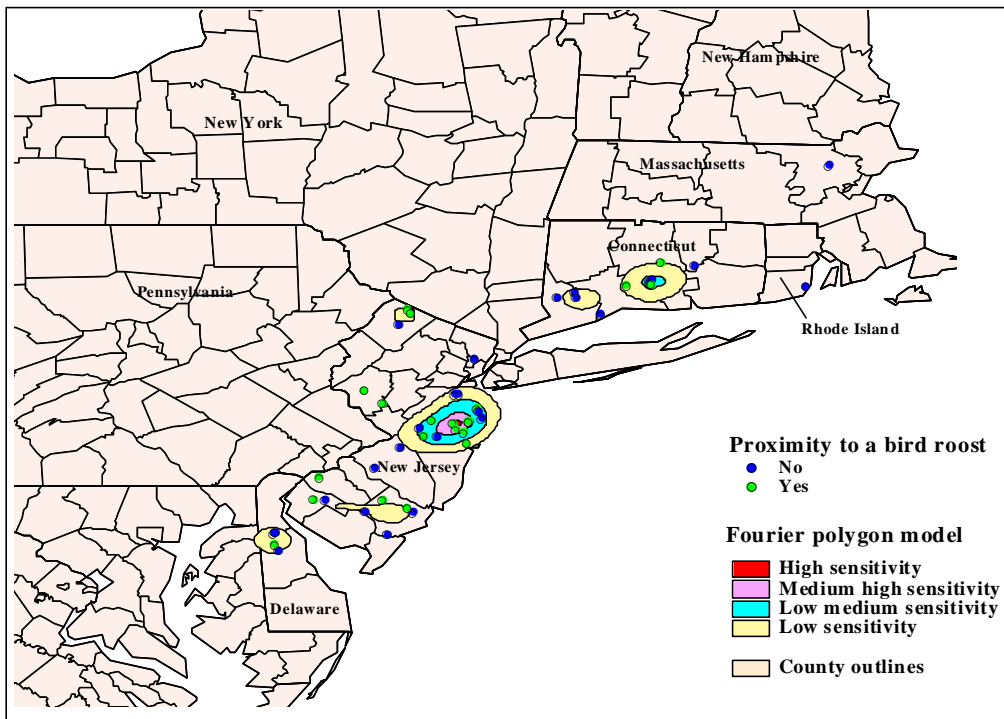 New Hampshire
New York
Massachusetts
Connecticut
Pennsylvania
Rhode Island
New Jersey
Delaware
Proximity to a bird roost
No
Yes
Fourier polygon model
High sensitivity
Medium high sensitivity
Low medium sensitivity
Low sensitivity
County outlines